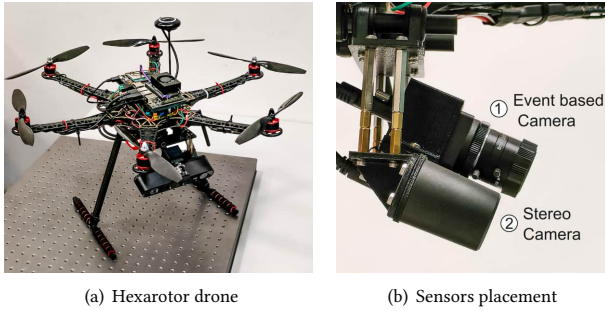 ① Event based
Camera
② Stereo
Camera
(a) Hexarotor drone
(b) Sensors placement